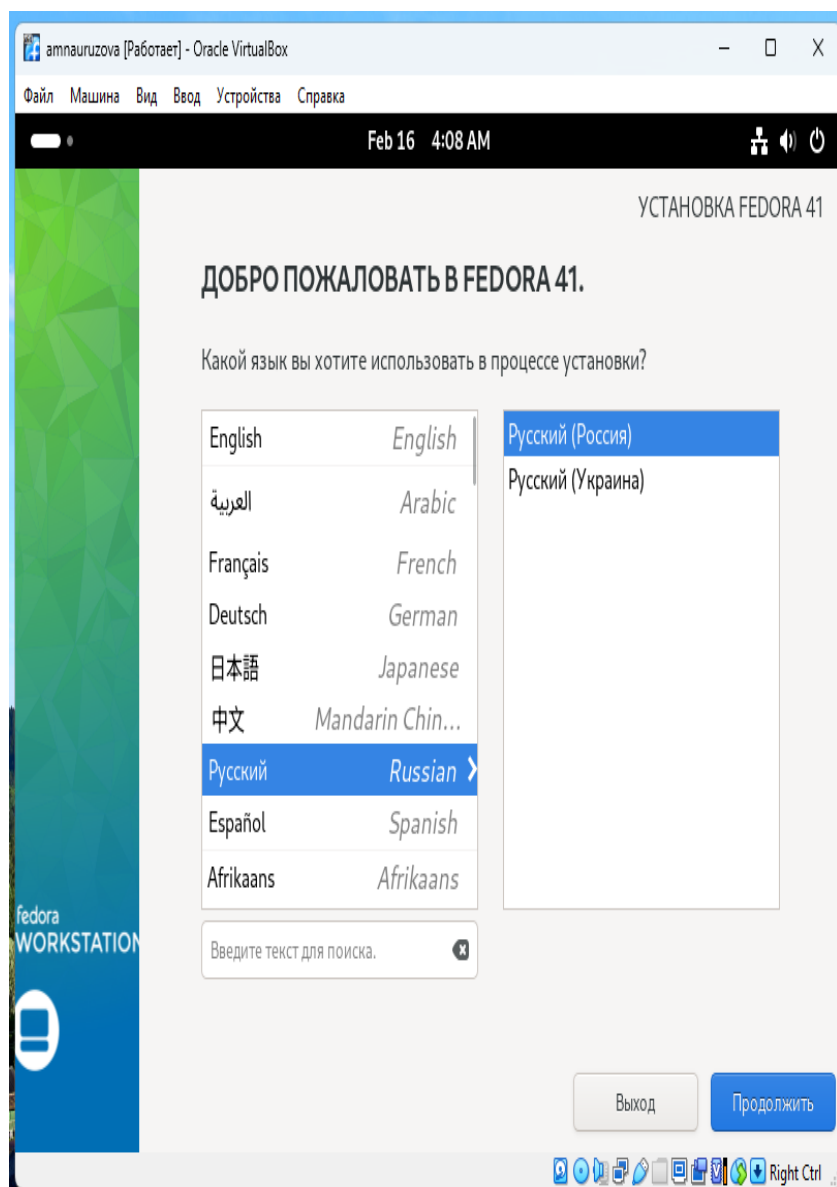 amnauruzova [Работает] - Oracle VirtualBox
Файл Машина Вид Ввод Устройства Справка
Feb 16 4:08 AM
УСТАНОВКА FEDORA 41
ДОБРО ПОЖАЛОВАТЬ В FEDORA 41.
Какой язык вы хотите использовать в процессе установки?
English English
العربية Arabic
Français French
Deutsch German
日本語 Japanese
中文 Mandarin Chin...
Русский Russian
Español Spanish
Afrikaans Afrikaans
Русский (Россия)
Русский (Украина)
Введите текст для поиска.
fedora
WORKSTATION
Выход Продолжить
Right Ctrl